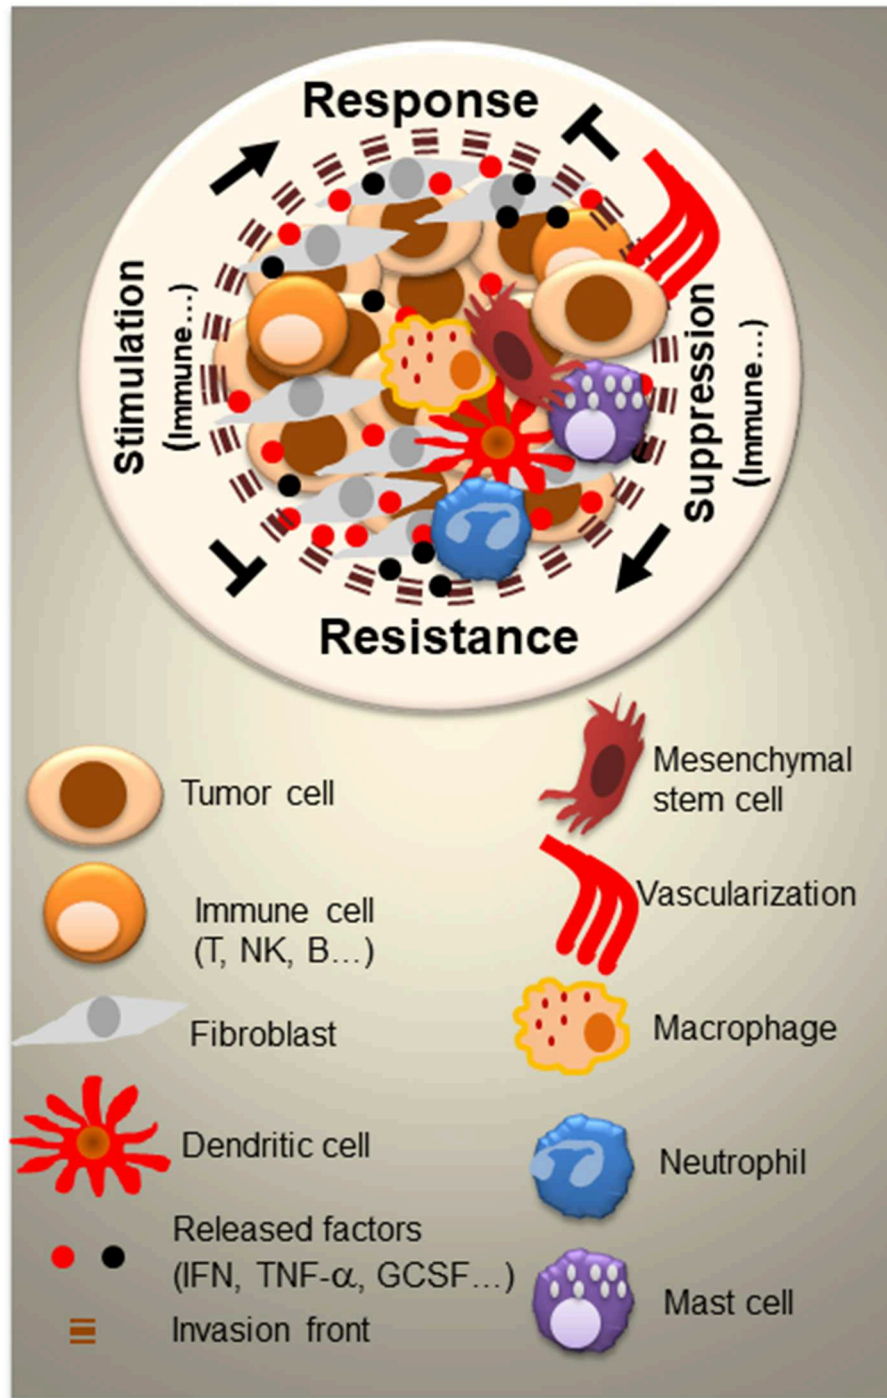 Response
Stimulation
(Immune...)
Suppression
(Immune...)
Resistance
Tumor cell
Immune cell
(T, NK, B...)
Fibroblast
Dendritic cell
Released factors
(IFN, TNF-α, GCSF...)
Invasion front
Mesenchymal
stem cell
Vascularization
Macrophage
Neutrophil
Mast cell